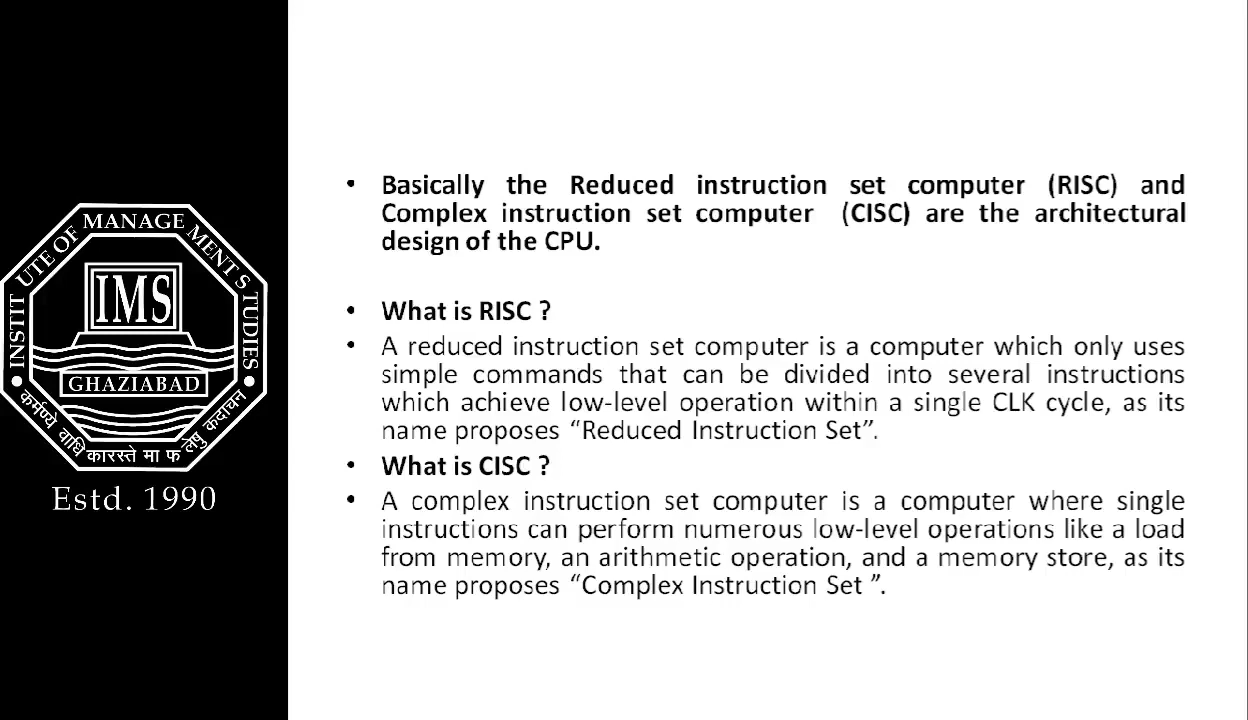 INSTITUTE OF MANAGEMENT STUDIES
IMS
GHAZIABAD
कर्मण्ये वाधिकारस्ते मा फलेषु कदाचन
Estd. 1990
• Basically the Reduced instruction set computer (RISC) and
Complex instruction set computer (CISC) are the architectural
design of the CPU.
• What is RISC ?
• A reduced instruction set computer is a computer which only uses
simple commands that can be divided into several instructions
which achieve low-level operation within a single CLK cycle, as its
name proposes “Reduced Instruction Set”.
• What is CISC ?
• A complex instruction set computer is a computer where single
instructions can perform numerous low-level operations like a load
from memory, an arithmetic operation, and a memory store, as its
name proposes “Complex Instruction Set ”.